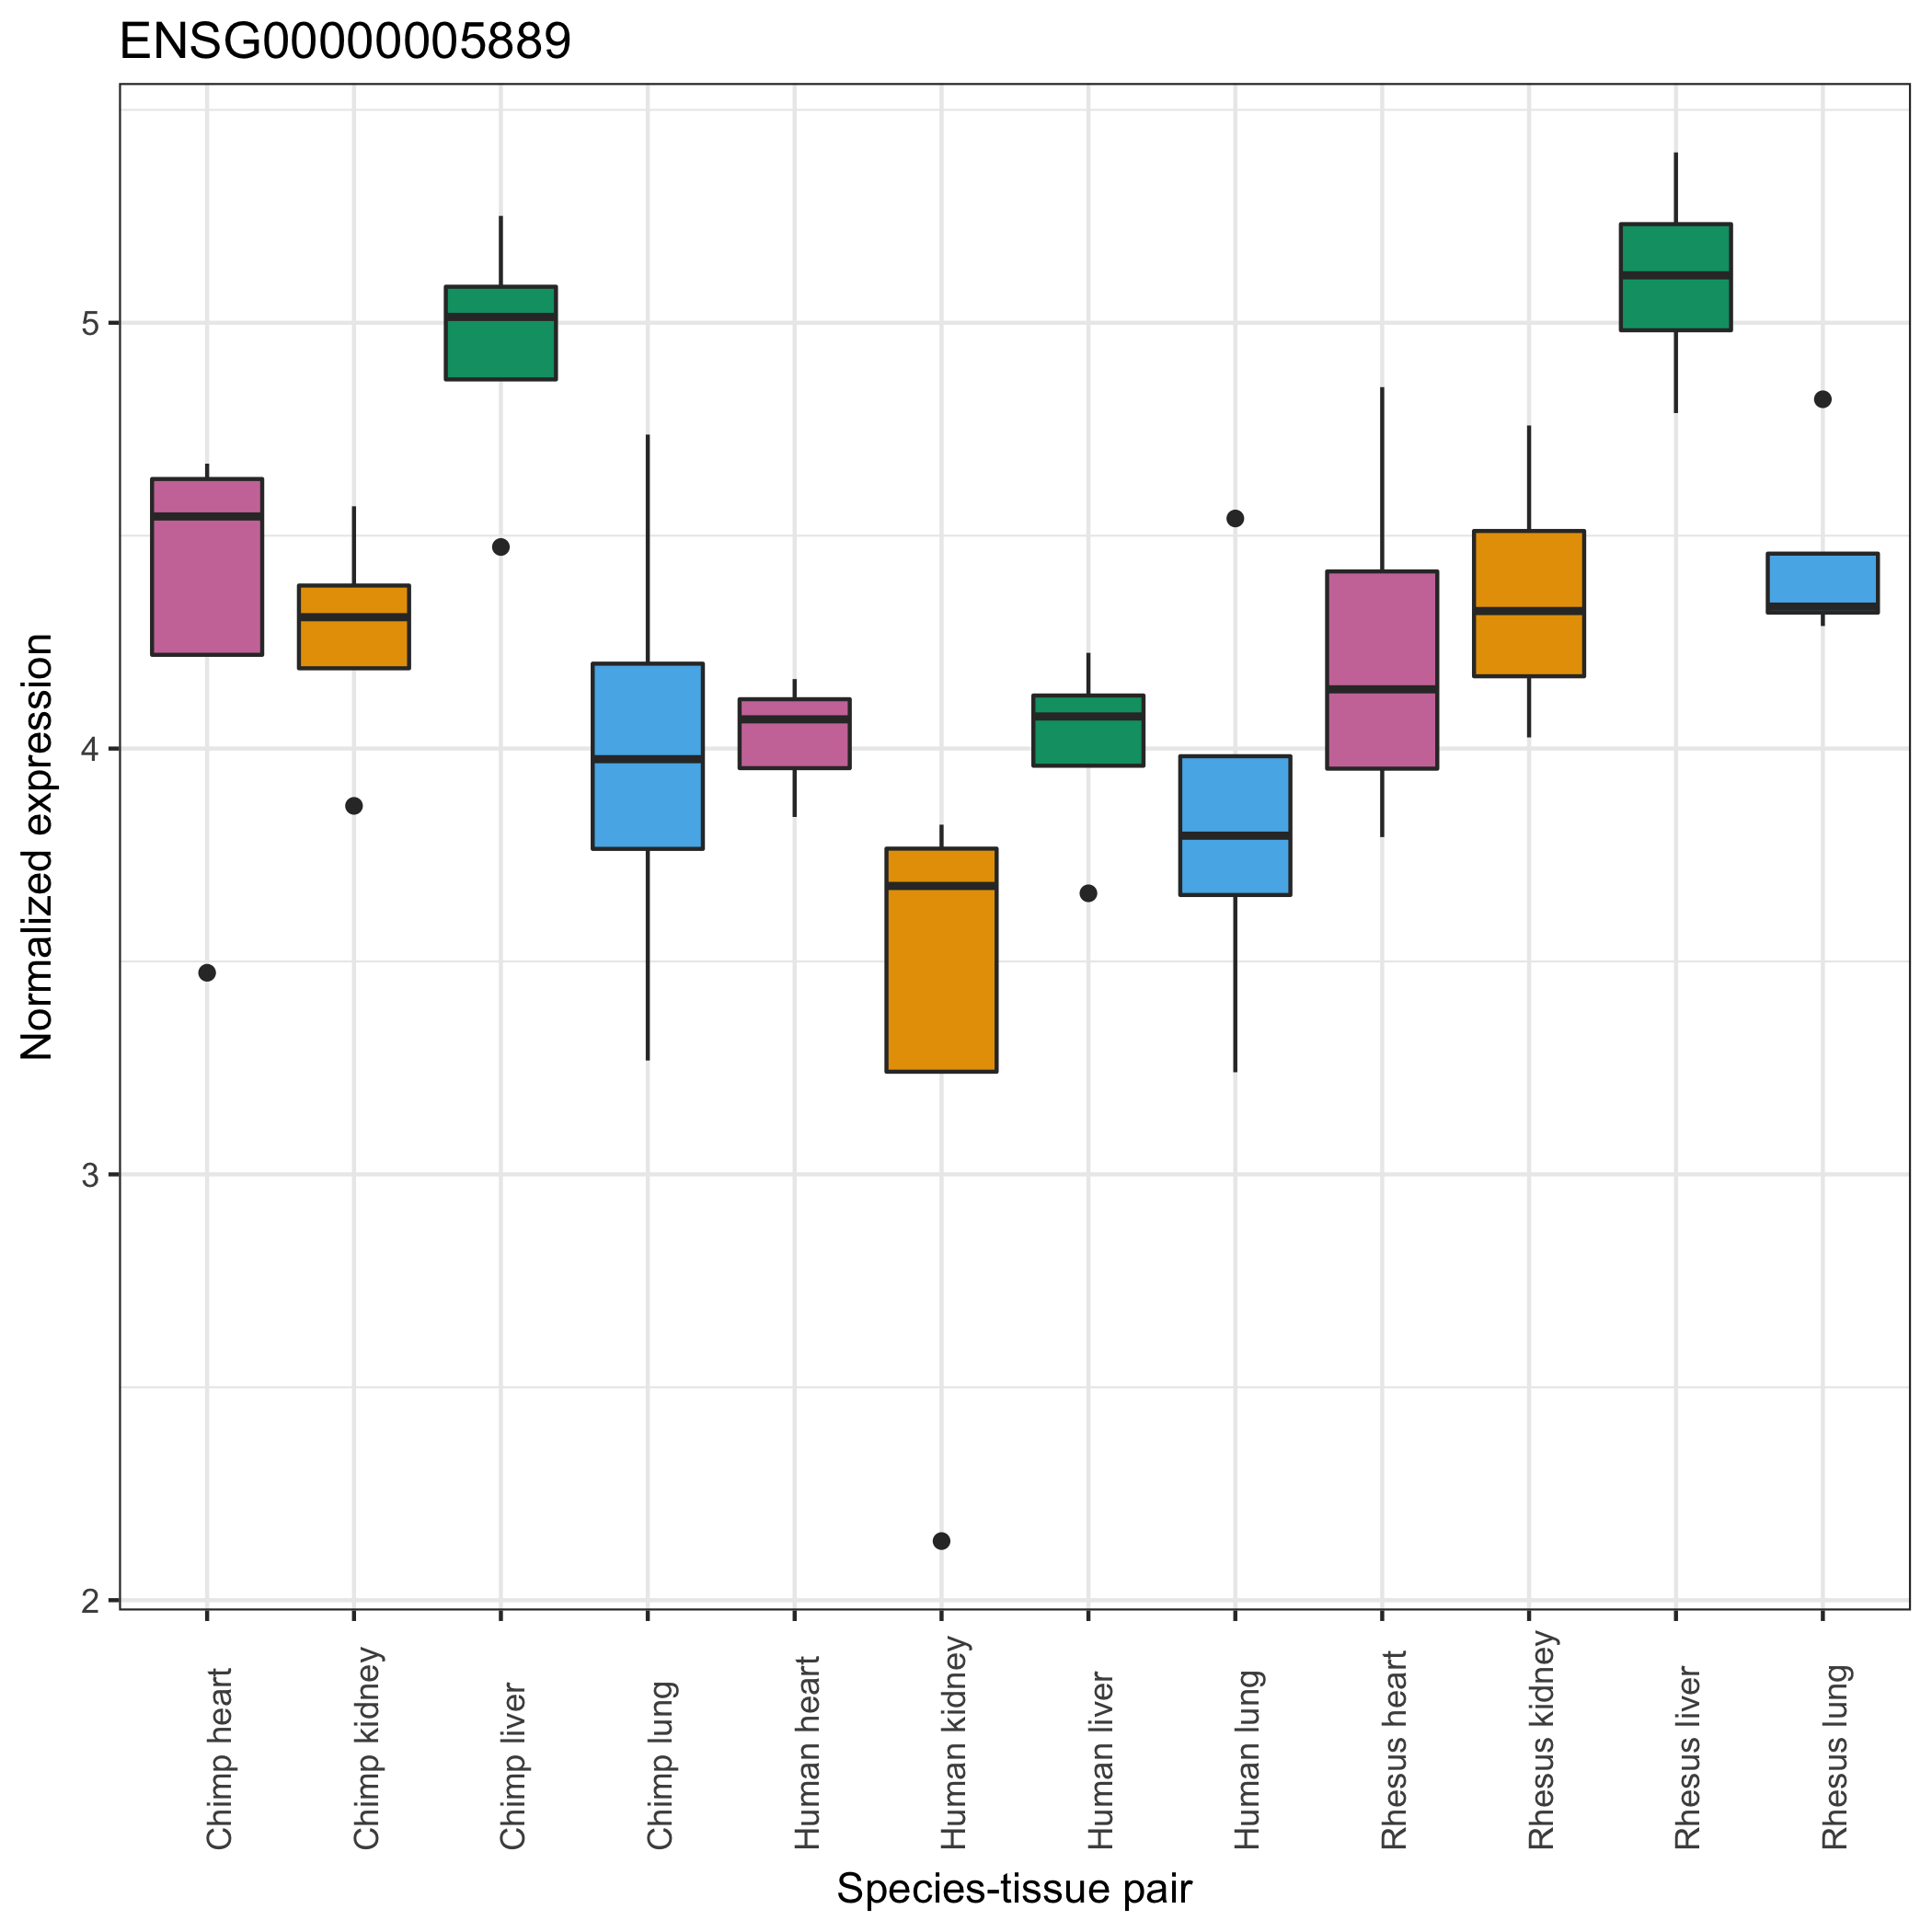 ENSG00000005889
Normalized expression
5
4
3
2
Chimp heart
Chimp kidney
Chimp liver
Chimp lung
Human heart
Human kidney
Human liver
Human lung
Rhesus heart
Rhesus kidney
Rhesus liver
Rhesus lung
Species-tissue pair